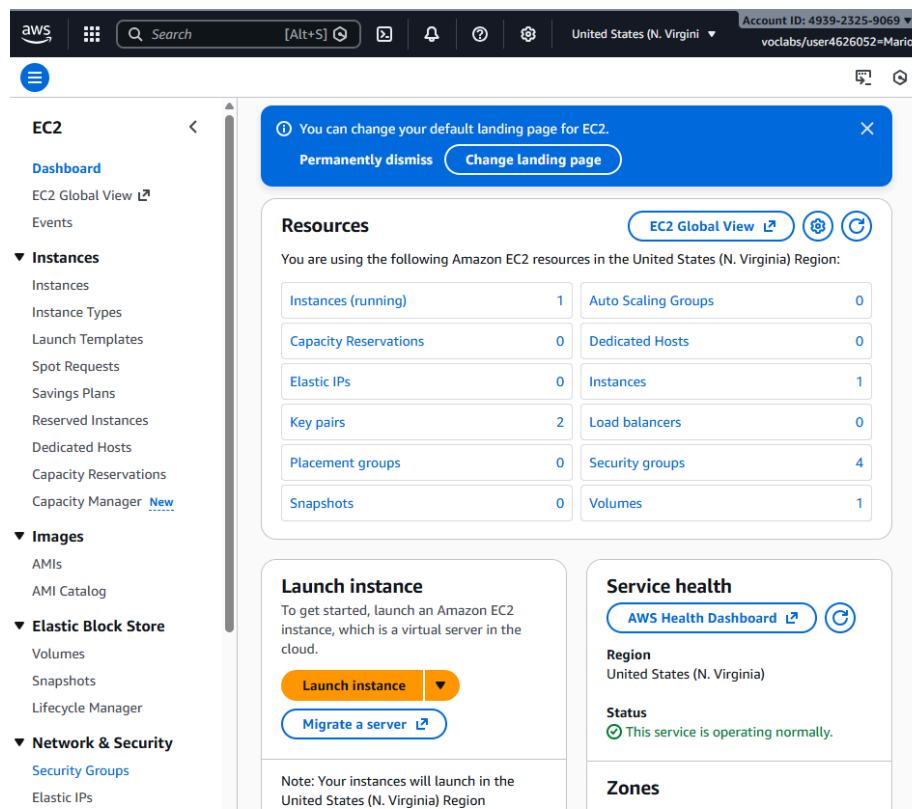 aws
Search [Alt+S]
United States (N. Virgini
Account ID: 4939-2325-9069
voclabs/user4626052=Mario
EC2
Dashboard
EC2 Global View
Events
Instances
Instances
Instance Types
Launch Templates
Spot Requests
Savings Plans
Reserved Instances
Dedicated Hosts
Capacity Reservations
Capacity Manager New
Images
AMIs
AMI Catalog
Elastic Block Store
Volumes
Snapshots
Lifecycle Manager
Network & Security
Security Groups
Elastic IPs
You can change your default landing page for EC2.
Permanently dismiss Change landing page
Resources
EC2 Global View
You are using the following Amazon EC2 resources in the United States (N. Virginia) Region:
Instances (running) 1 Auto Scaling Groups 0
Capacity Reservations 0 Dedicated Hosts 0
Elastic IPs 0 Instances 1
Key pairs 2 Load balancers 0
Placement groups 0 Security groups 4
Snapshots 0 Volumes 1
Launch instance
To get started, launch an Amazon EC2
instance, which is a virtual server in the
cloud.
Launch instance
Migrate a server
Note: Your instances will launch in the
United States (N. Virginia) Region
Service health
AWS Health Dashboard
Region
United States (N. Virginia)
Status
This service is operating normally.
Zones